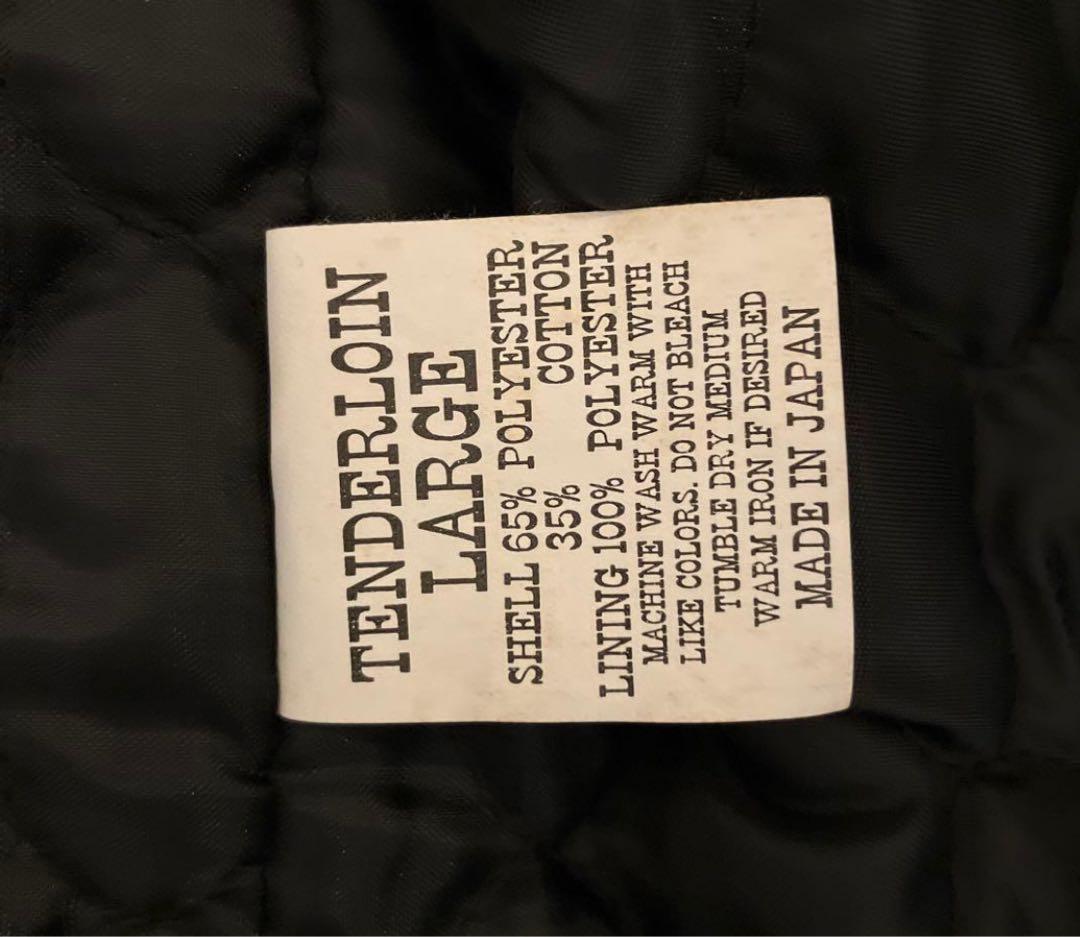 TENDERLOIN
LARGE
SHELL 65% POLYESTER
35% COTTON
LINING 100% POLYESTER
MACHINE WASH WARM WITH
LIKE COLORS. DO NOT BLEACH
TUMBLE DRY MEDIUM
WARM IRON IF DESIRED
MADE IN JAPAN